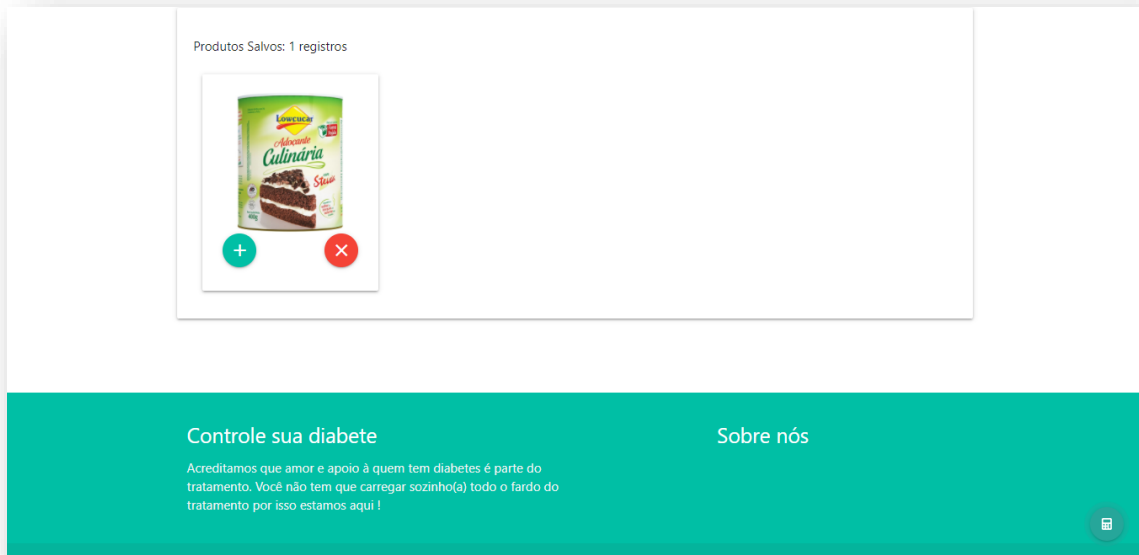 Produtos Salvos: 1 registros
Lowçucar
Adoçante
Culinária
Stevia
400g
Controle sua diabete
Acreditamos que amor e apoio à quem tem diabetes é parte do
tratamento. Você não tem que carregar sozinho(a) todo o fardo do
tratamento por isso estamos aqui !
Sobre nós